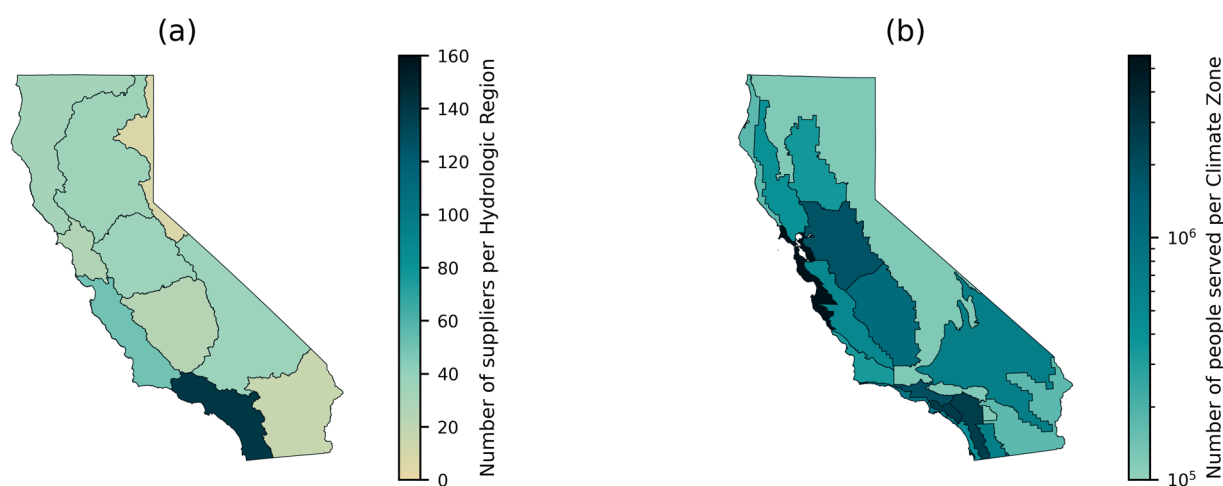 (a)
160
140
120
100
80
60
40
20
0
Number of suppliers per Hydrologic Region
(b)
10⁶
10⁵
Number of people served per Climate Zone